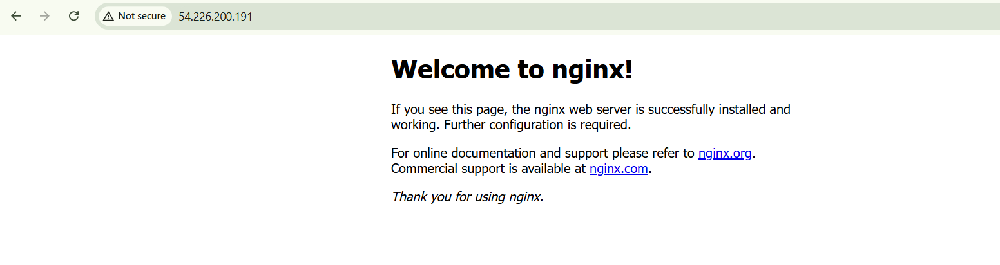 Not secure 54.226.200.191
Welcome to nginx!
If you see this page, the nginx web server is successfully installed and
working. Further configuration is required.
For online documentation and support please refer to nginx.org.
Commercial support is available at nginx.com.
Thank you for using nginx.